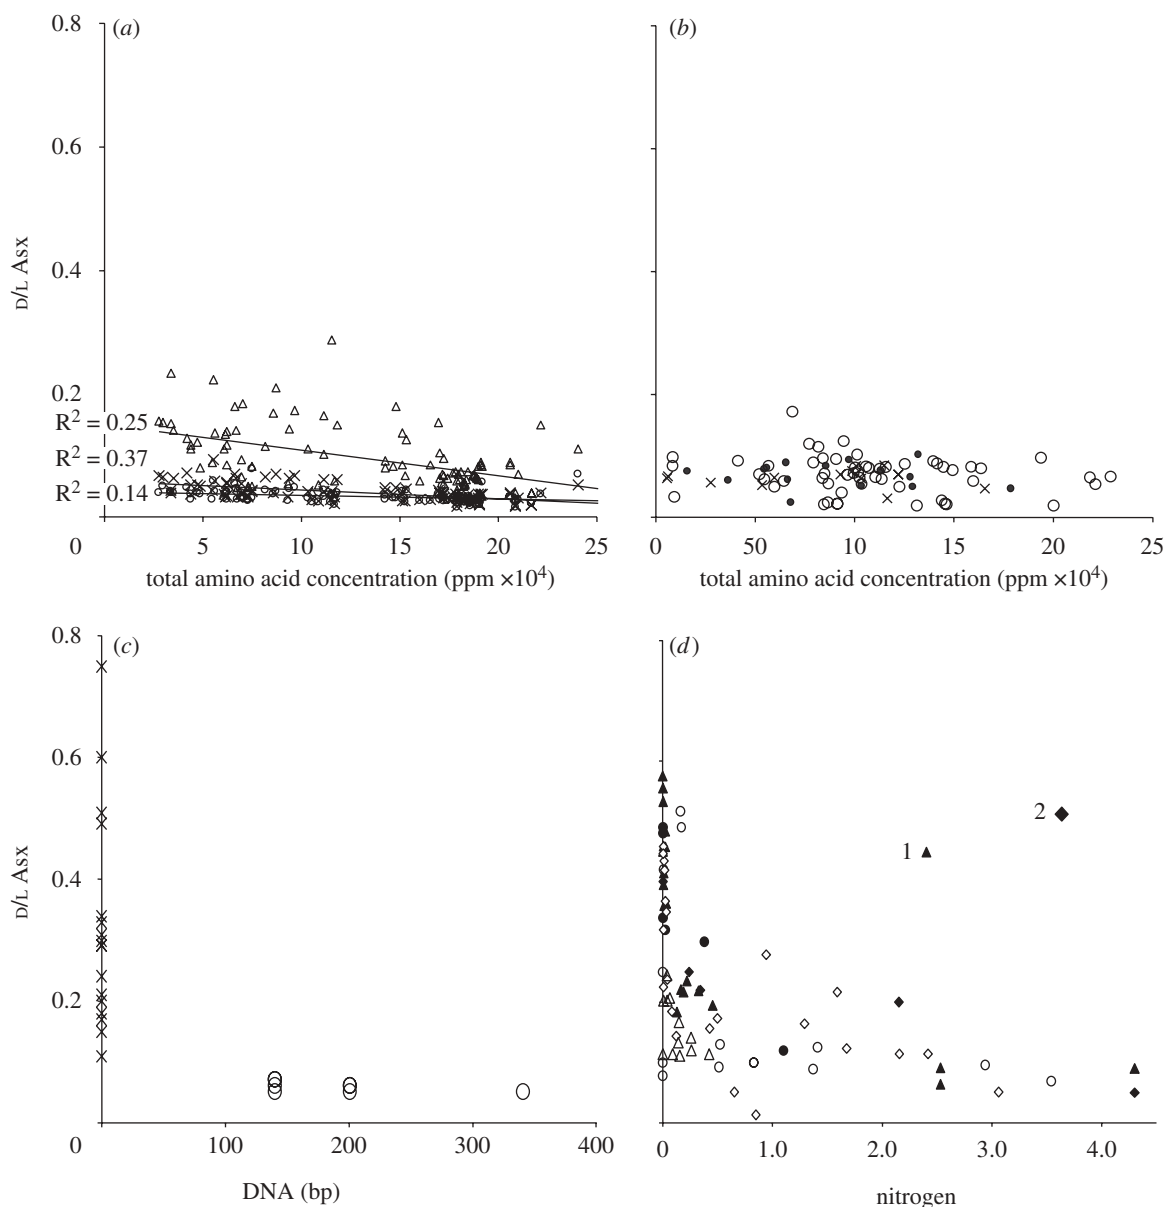 0.8 (a) (b)
0.6
D/L Asx
0.4
0.2
R² = 0.25
R² = 0.37
R² = 0.14
0 5 10 15 20 25
total amino acid concentration (ppm ×10⁴)
0 50 10 15 20 25
total amino acid concentration (ppm ×10⁴)
0.8 (c) (d)
0.6
2
1
D/L Asx
0.4
0.2
0 100 200 300 400
DNA (bp)
0 1.0 2.0 3.0 4.0
nitrogen